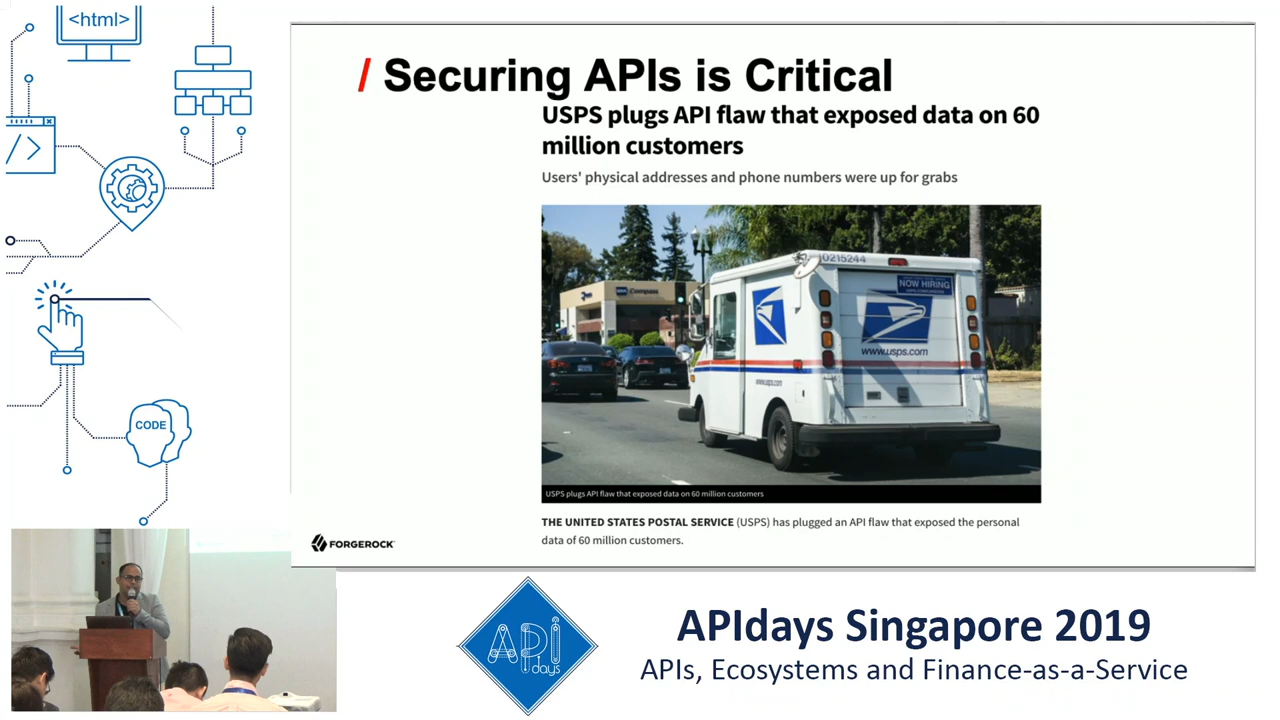 <html>
/>
CODE
/ Securing APIs is Critical
USPS plugs API flaw that exposed data on 60
million customers
Users' physical addresses and phone numbers were up for grabs
0215244
NOW HIRING
Compass
www.usps.com
www.usps.com
USPS plugs API flaw that exposed data on 60 million customers
THE UNITED STATES POSTAL SERVICE (USPS) has plugged an API flaw that exposed the personal
data of 60 million customers.
FORGEROCK
API
days
APIdays Singapore 2019
APIs, Ecosystems and Finance-as-a-Service